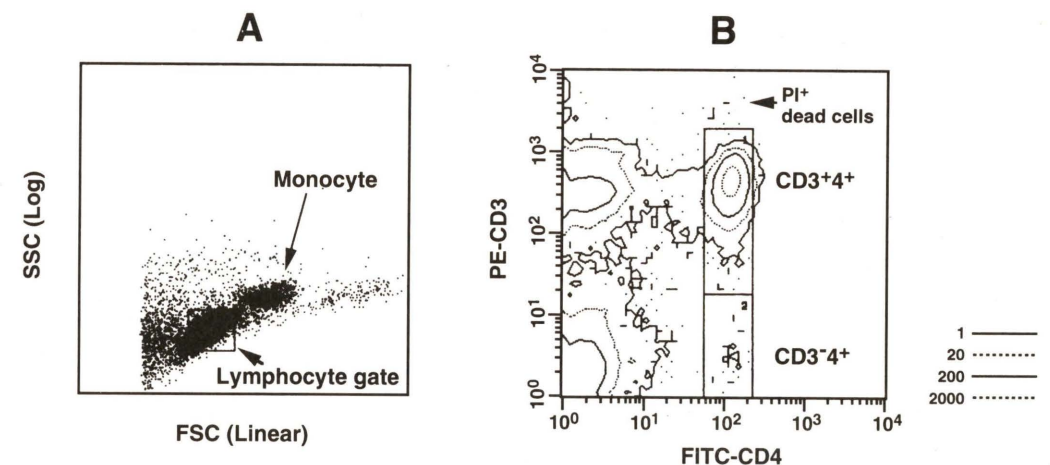 A
SSC (Log)
Monocyte
Lymphocyte gate
FSC (Linear)
B
PE-CD3
10⁴
10³
10²
10¹
10⁰
PI⁺
dead cells
CD3⁺4⁺
2
CD3⁻4⁺
10⁰ 10¹ 10² 10³ 10⁴
FITC-CD4
1
20
200
2000